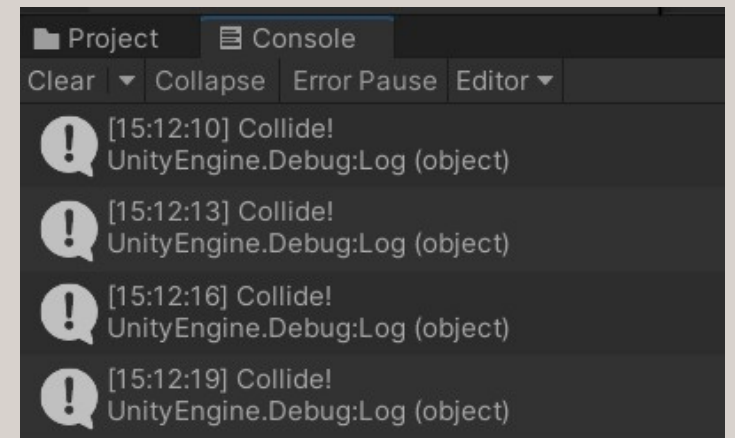 Project Console
Clear Collapse Error Pause Editor
[15:12:10] Collide!
UnityEngine.Debug:Log (object)
[15:12:13] Collide!
UnityEngine.Debug:Log (object)
[15:12:16] Collide!
UnityEngine.Debug:Log (object)
[15:12:19] Collide!
UnityEngine.Debug:Log (object)